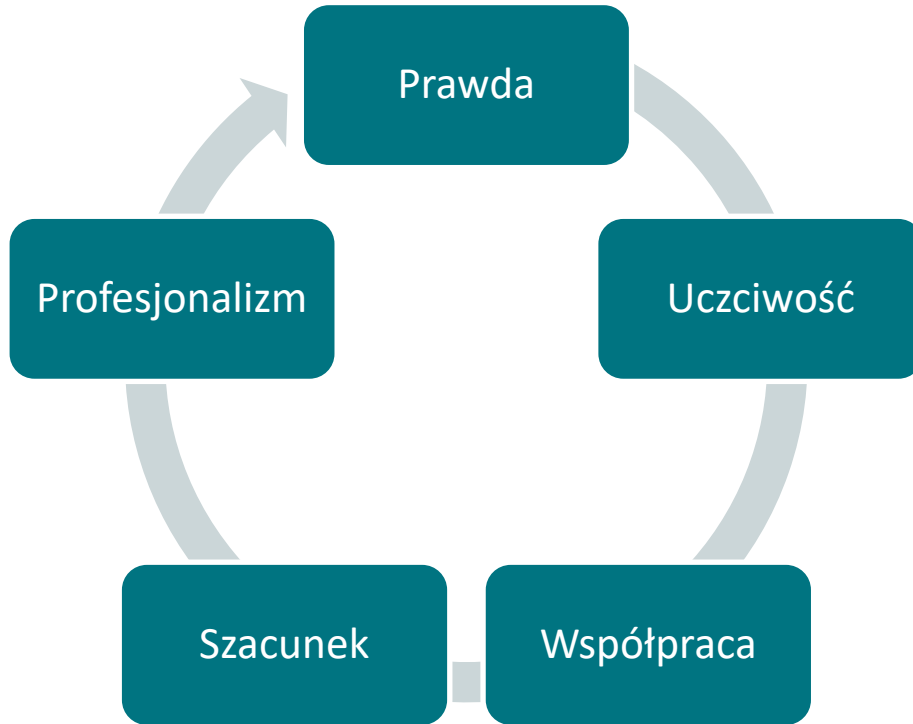 Prawda
Uczciwość
Współpraca
Szacunek
Profesjonalizm